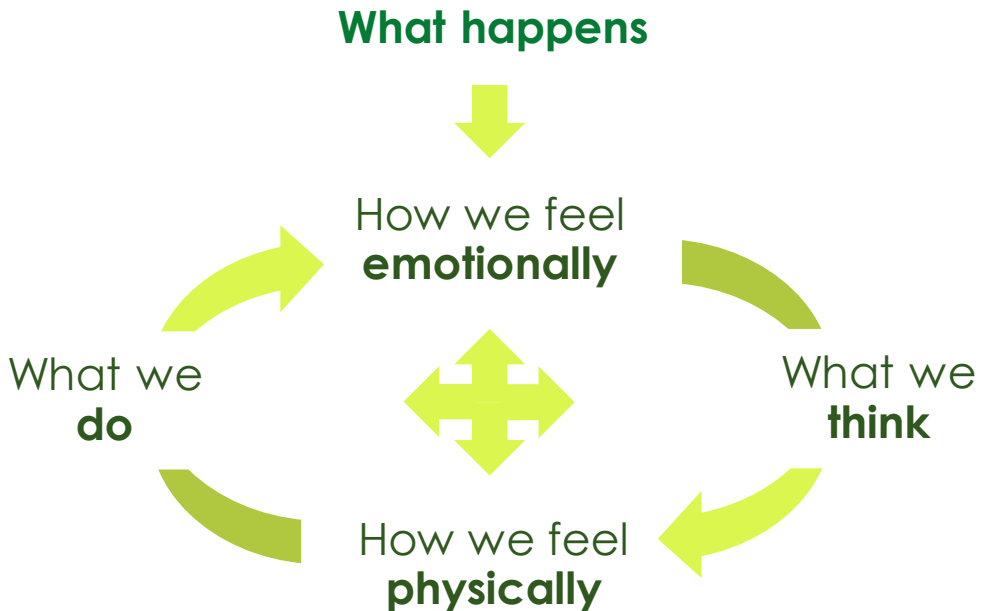 What happens
How we feel
emotionally
What we
do
What we
think
How we feel
physically